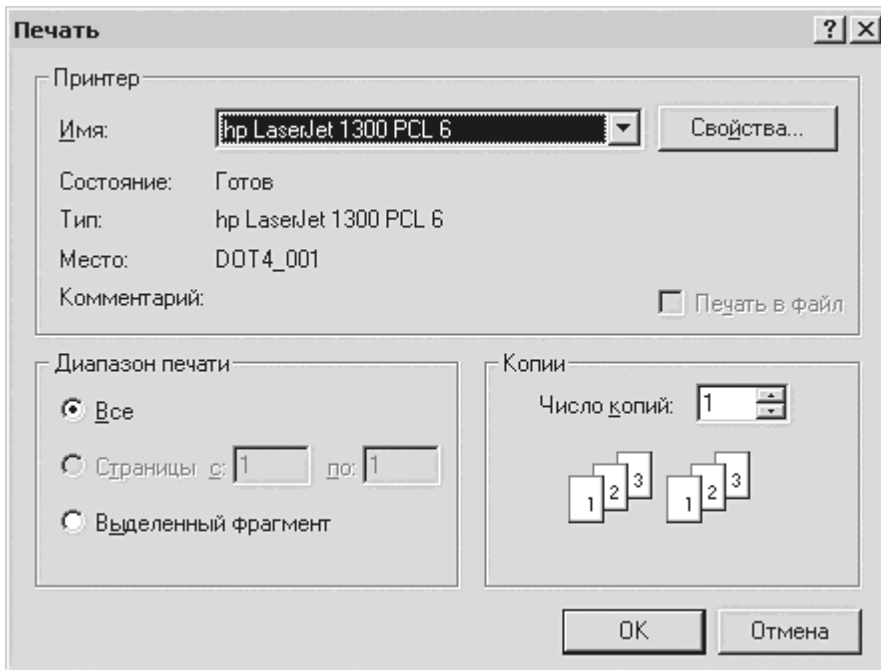 Печать
Принтер
Имя: hp LaserJet 1300 PCL 6 Свойства...
Состояние: Готов
Тип: hp LaserJet 1300 PCL 6
Место: DOT4_001
Комментарий: Печать в файл
Диапазон печати
Все
Страницы с: 1 по: 1
Выделенный фрагмент
Копии
Число копий: 1
1 2 3 1 2 3
OK Отмена